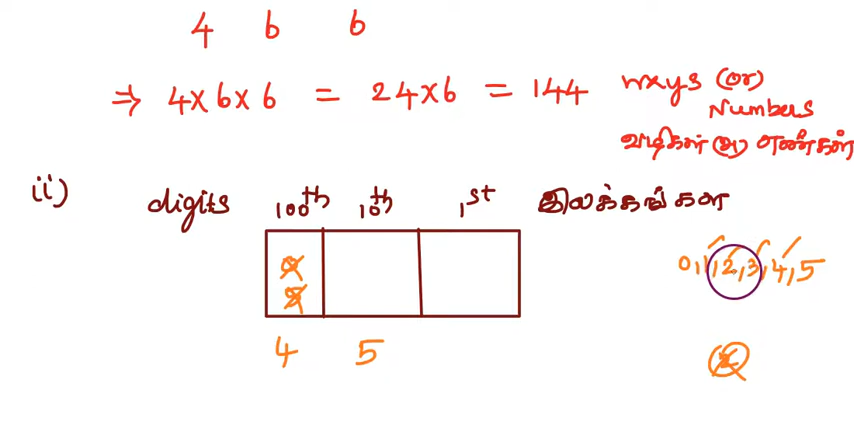 4 6 6
⇒ 4×6×6 = 24×6 = 144 ways (or) Numbers
வழிகள் (அ) எண்கள்
ii) digits 100th 10th 1st இலக்கங்கள
0,1,2,3,4,5
4 5